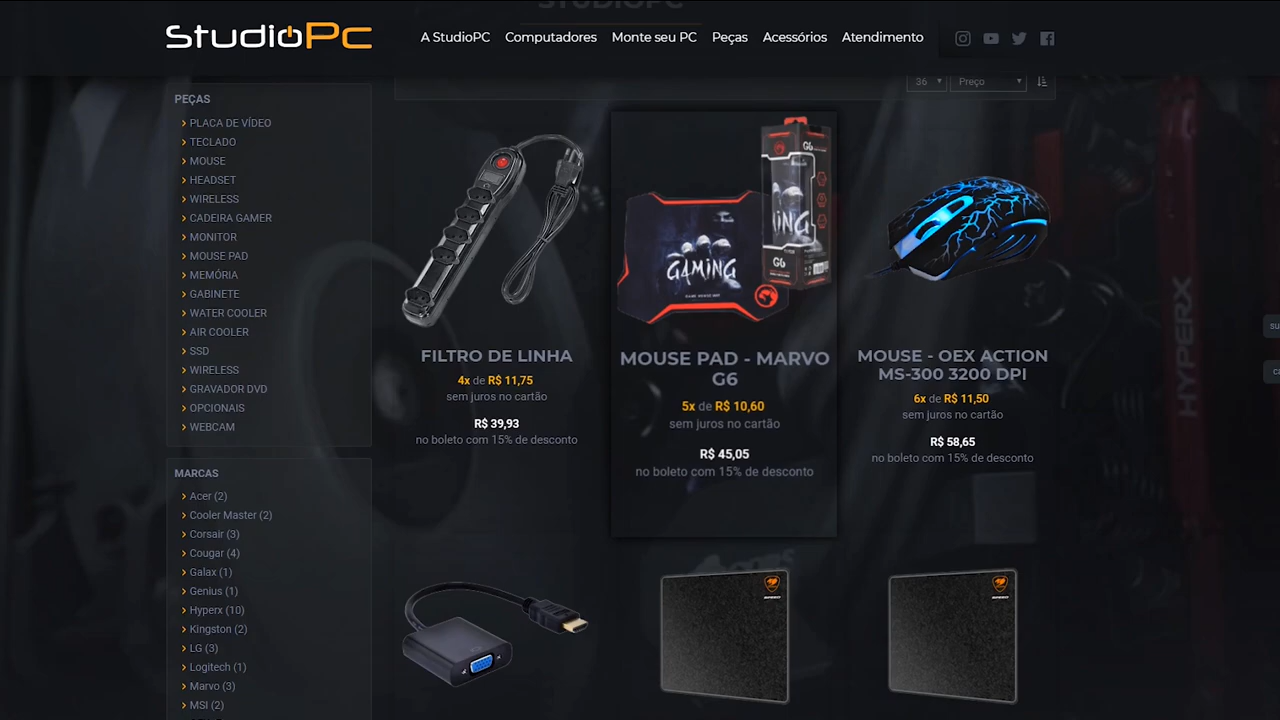 STUDIOPC
StudioPc
A StudioPC
Computadores
Monte seu PC
Peças
Acessórios
Atendimento
36
Preço
PEÇAS
PLACA DE VÍDEO
TECLADO
MOUSE
HEADSET
WIRELESS
CADEIRA GAMER
MONITOR
MOUSE PAD
MEMÓRIA
GABINETE
WATER COOLER
AIR COOLER
SSD
WIRELESS
GRAVADOR DVD
OPCIONAIS
WEBCAM
MARCAS
Acer (2)
Cooler Master (2)
Corsair (3)
Cougar (4)
Galax (1)
Genius (1)
Hyperx (10)
Kingston (2)
LG (3)
Logitech (1)
Marvo (3)
MSI (2)
FILTRO DE LINHA
4x de R$ 11,75
sem juros no cartão
R$ 39,93
no boleto com 15% de desconto
GAMING
G6
G6
MOUSE PAD - MARVO
G6
5x de R$ 10,60
sem juros no cartão
R$ 45,05
no boleto com 15% de desconto
MOUSE - OEX ACTION
MS-300 3200 DPI
6x de R$ 11,50
sem juros no cartão
R$ 58,65
no boleto com 15% de desconto
SPEED
SPEED
HYPERX
su